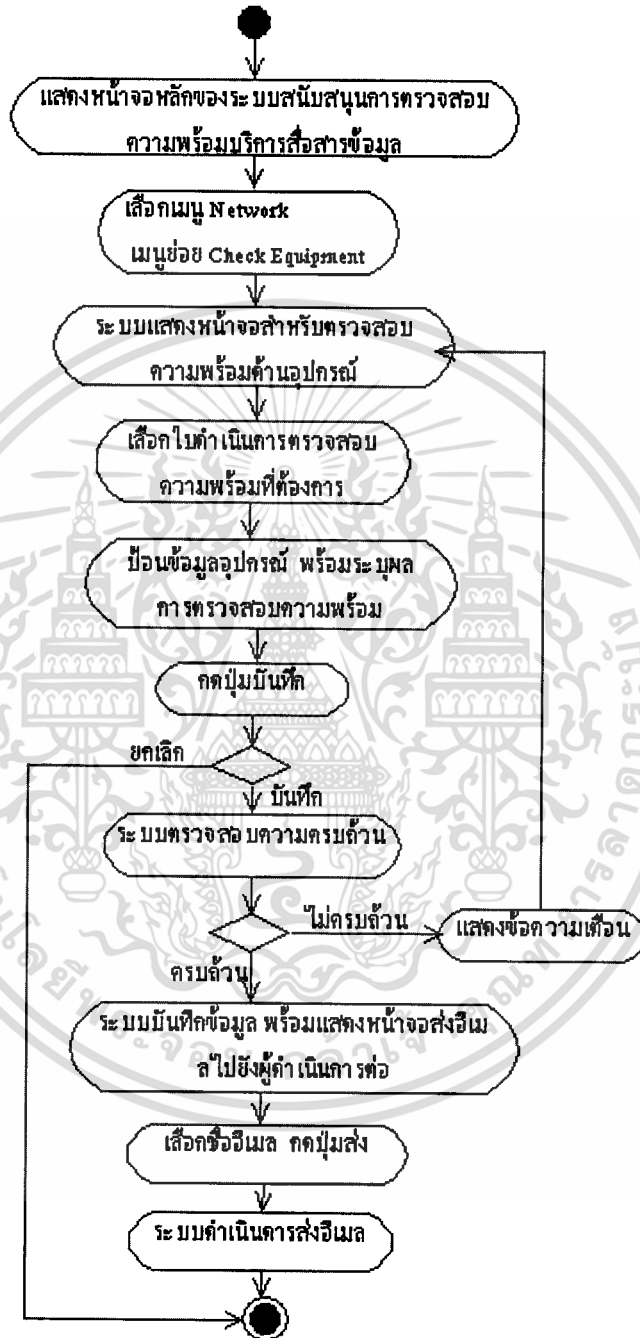 แสดงหน้าจอหลักของระบบสนับสนุนการตรวจสอบ
ความพร้อมบริการสื่อสารข้อมูล
เลือกเมนู Network
เมนูย่อย Check Equipment
ระบบแสดงหน้าจอสำหรับตรวจสอบ
ความพร้อมด้านอุปกรณ์
เลือกใบดำเนินการตรวจสอบ
ความพร้อมที่ต้องการ
ป้อนข้อมูลอุปกรณ์ พร้อมระบุผล
การตรวจสอบความพร้อม
กดปุ่มบันทึก
ยกเลิก
บันทึก
ระบบตรวจสอบความครบถ้วน
ไม่ครบถ้วน
แสดงข้อความเตือน
ครบถ้วน
ระบบบันทึกข้อมูล พร้อมแสดงหน้าจอส่งอีเม
ลไปยังผู้ดำเนินการต่อ
เลือกชื่ออีเมล กดปุ่มส่ง
ระบบดำเนินการส่งอีเมล